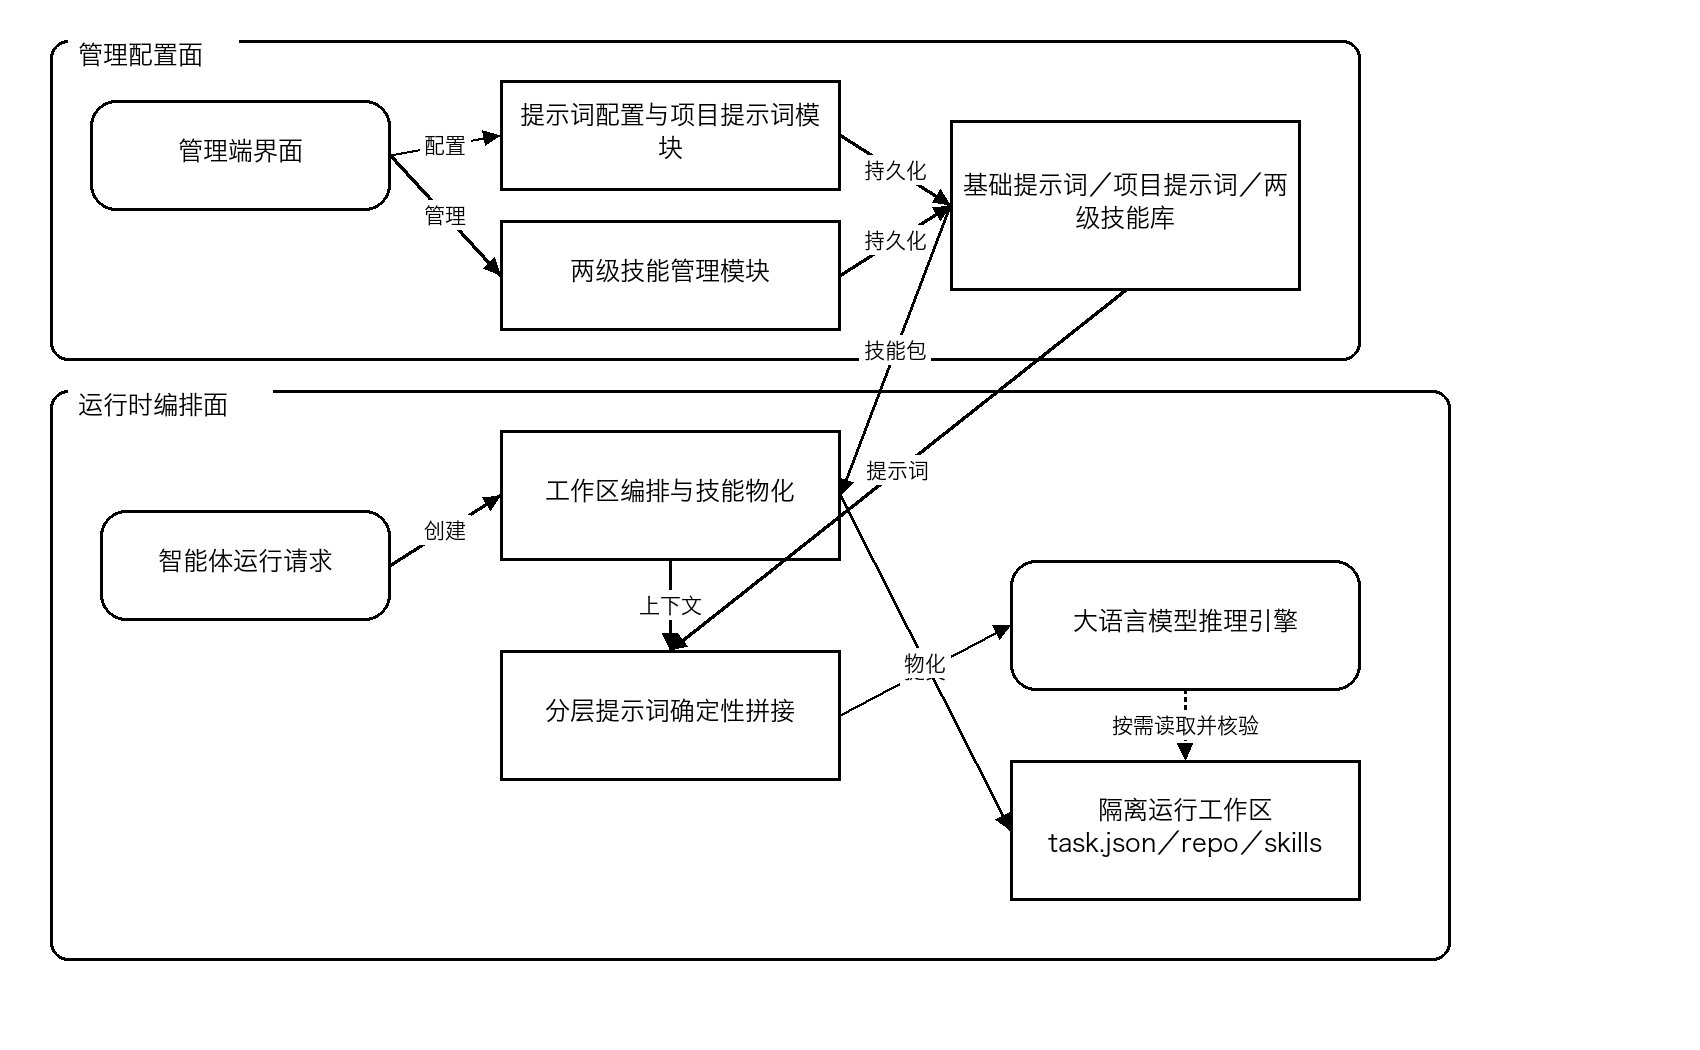 管理配置面
管理端界面
配置
管理
提示词配置与项目提示词模
块
两级技能管理模块
持久化
持久化
基础提示词／项目提示词／两
级技能库
技能包
运行时编排面
智能体运行请求
创建
工作区编排与技能物化
提示词
上下文
分层提示词确定性拼接
物化
大语言模型推理引擎
按需读取并核验
隔离运行工作区
task.json／repo／skills